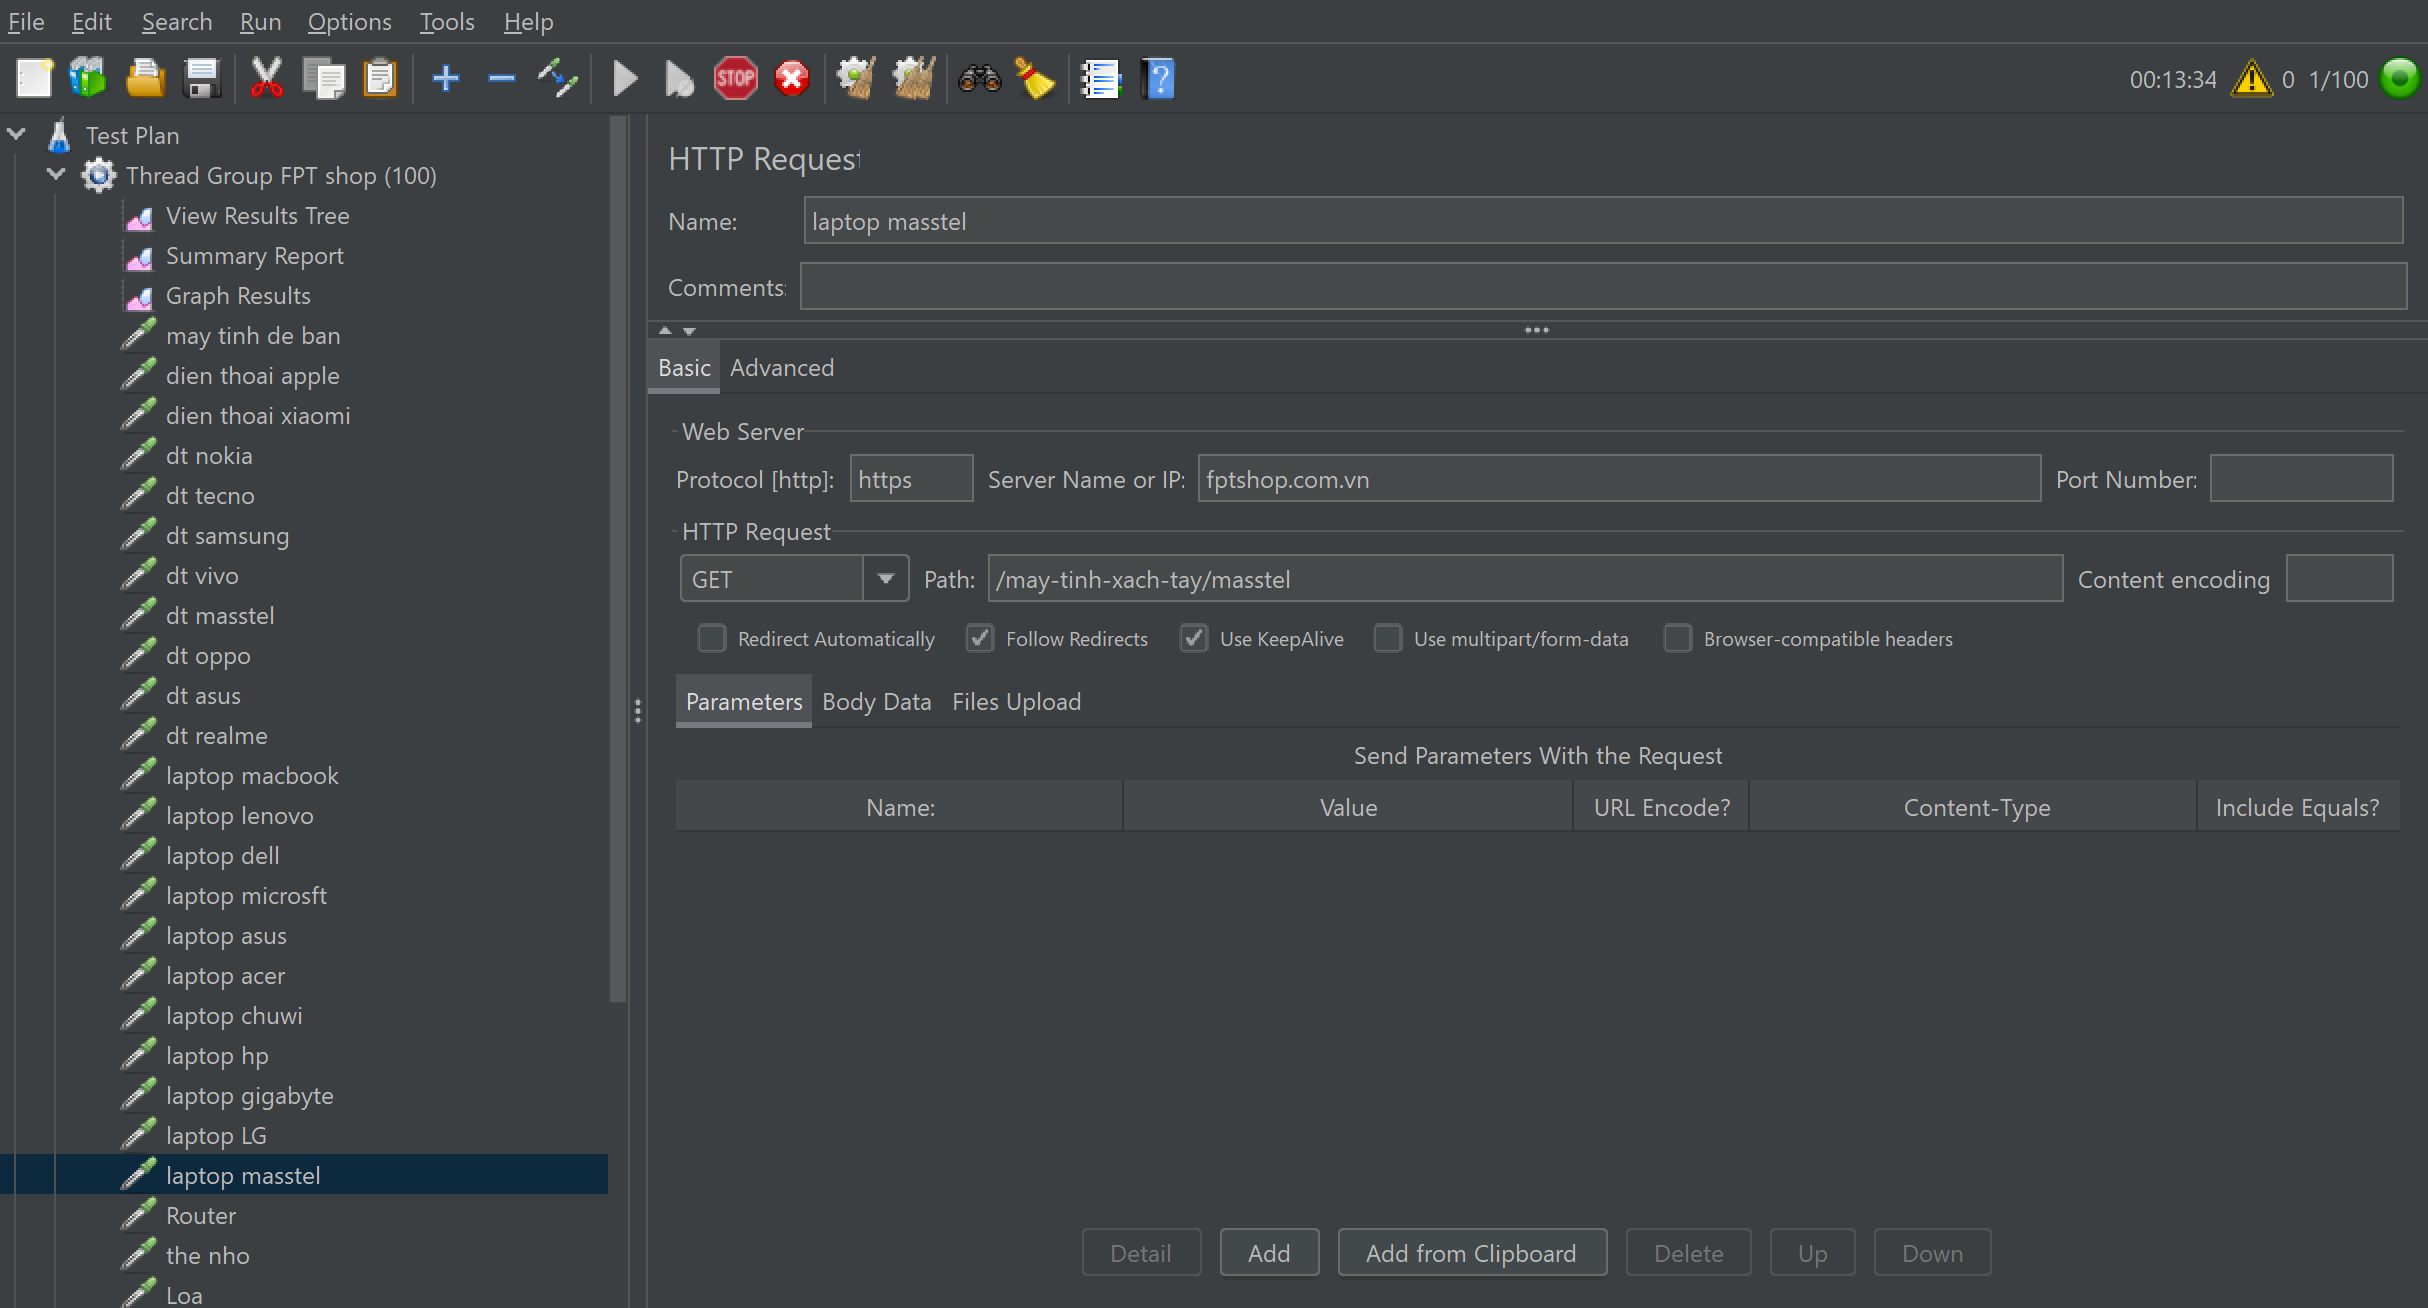 File Edit Search Run Options Tools Help
STOP ? 00:13:34 0 1/100
Test Plan
Thread Group FPT shop (100)
View Results Tree
Summary Report
Graph Results
may tinh de ban
dien thoai apple
dien thoai xiaomi
dt nokia
dt tecno
dt samsung
dt vivo
dt masstel
dt oppo
dt asus
dt realme
laptop macbook
laptop lenovo
laptop dell
laptop microsft
laptop asus
laptop acer
laptop chuwi
laptop hp
laptop gigabyte
laptop LG
laptop masstel
Router
the nho
Loa
HTTP Request
Name: laptop masstel
Comments:
Basic Advanced
Web Server
Protocol [http]: https Server Name or IP: fptshop.com.vn Port Number:
HTTP Request
GET Path: /may-tinh-xach-tay/masstel Content encoding
Redirect Automatically Follow Redirects Use KeepAlive Use multipart/form-data Browser-compatible headers
Parameters Body Data Files Upload
Send Parameters With the Request
Name: Value URL Encode? Content-Type Include Equals?
Detail Add Add from Clipboard Delete Up Down